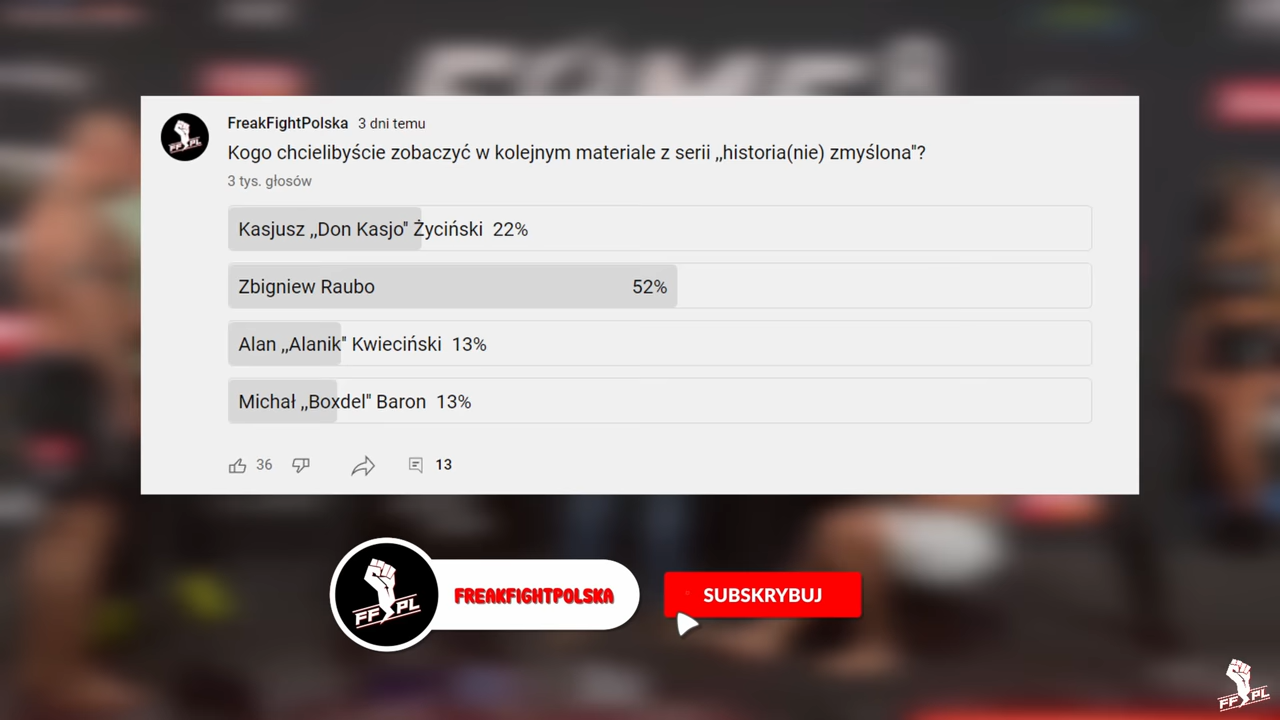 FreakFightPolska 3 dni temu
Kogo chcielibyście zobaczyć w kolejnym materiale z serii ,,historia(nie) zmyślona"?
3 tys. głosów
Kasjusz ,,Don Kasjo" Życiński 22%
Zbigniew Raubo 52%
Alan ,,Alanik" Kwieciński 13%
Michał ,,Boxdel" Baron 13%
36 13
FF PL
FREAKFIGHTPOLSKA
SUBSKRYBUJ
FF PL